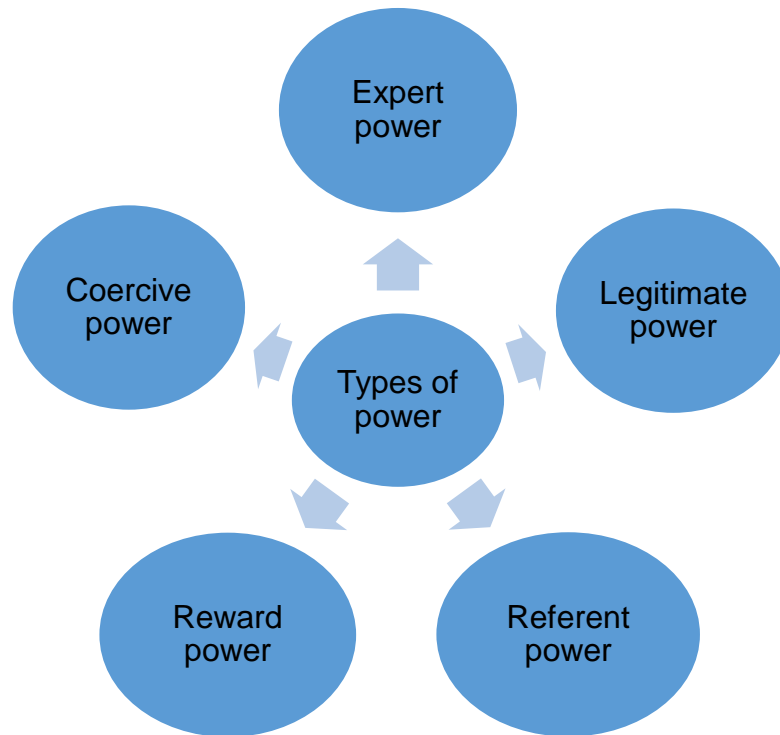 Expert
power
Coercive
power
Legitimate
power
Types of
power
Reward
power
Referent
power